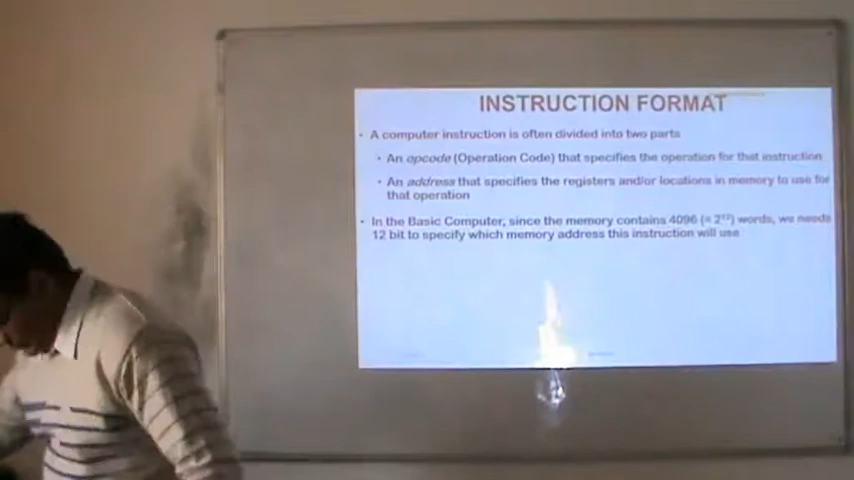 INSTRUCTION FORMAT
• A computer instruction is often divided into two parts
• An opcode (Operation Code) that specifies the operation for that instruction
• An address that specifies the registers and/or locations in memory to use for
that operation
• In the Basic Computer, since the memory contains 4096 (= 2¹²) words, we needs
12 bit to specify which memory address this instruction will use